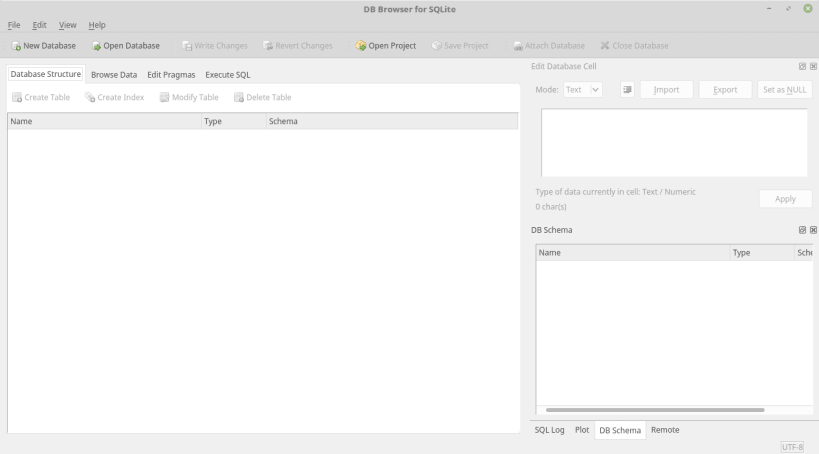 DB Browser for SQLite
File Edit View Help
New Database Open Database Write Changes Revert Changes Open Project Save Project Attach Database Close Database
Database Structure Browse Data Edit Pragmas Execute SQL
Create Table Create Index Modify Table Delete Table
Name Type Schema
Edit Database Cell
Mode: Text Import Export Set as NULL
Type of data currently in cell: Text / Numeric
0 char(s)
Apply
DB Schema
Name Type Sche
SQL Log Plot DB Schema Remote
UTF-8